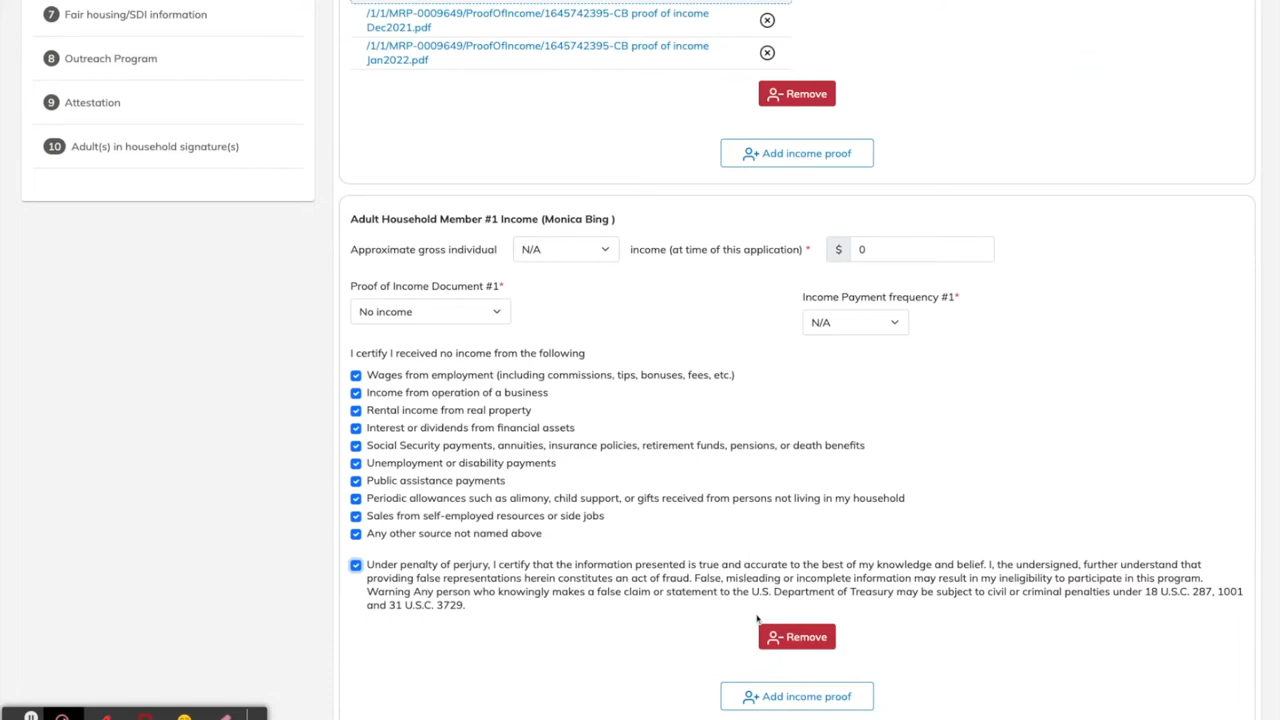 7 Fair housing/SDI information
8 Outreach Program
9 Attestation
10 Adult(s) in household signature(s)
/1/1/MRP-0009649/ProofOfIncome/1645742395-CB proof of income
Dec2021.pdf
/1/1/MRP-0009649/ProofOfIncome/1645742395-CB proof of income
Jan2022.pdf
Remove
Add income proof
Adult Household Member #1 Income (Monica Bing )
Approximate gross individual N/A income (at time of this application) * $ 0
Proof of Income Document #1*
Income Payment frequency #1*
No income
N/A
I certify I received no income from the following
Wages from employment (including commissions, tips, bonuses, fees, etc.)
Income from operation of a business
Rental income from real property
Interest or dividends from financial assets
Social Security payments, annuities, insurance policies, retirement funds, pensions, or death benefits
Unemployment or disability payments
Public assistance payments
Periodic allowances such as alimony, child support, or gifts received from persons not living in my household
Sales from self-employed resources or side jobs
Any other source not named above
Under penalty of perjury, I certify that the information presented is true and accurate to the best of my knowledge and belief. I, the undersigned, further understand that
providing false representations herein constitutes an act of fraud. False, misleading or incomplete information may result in my ineligibility to participate in this program.
Warning Any person who knowingly makes a false claim or statement to the U.S. Department of Treasury may be subject to civil or criminal penalties under 18 U.S.C. 287, 1001
and 31 U.S.C. 3729.
Remove
Add income proof